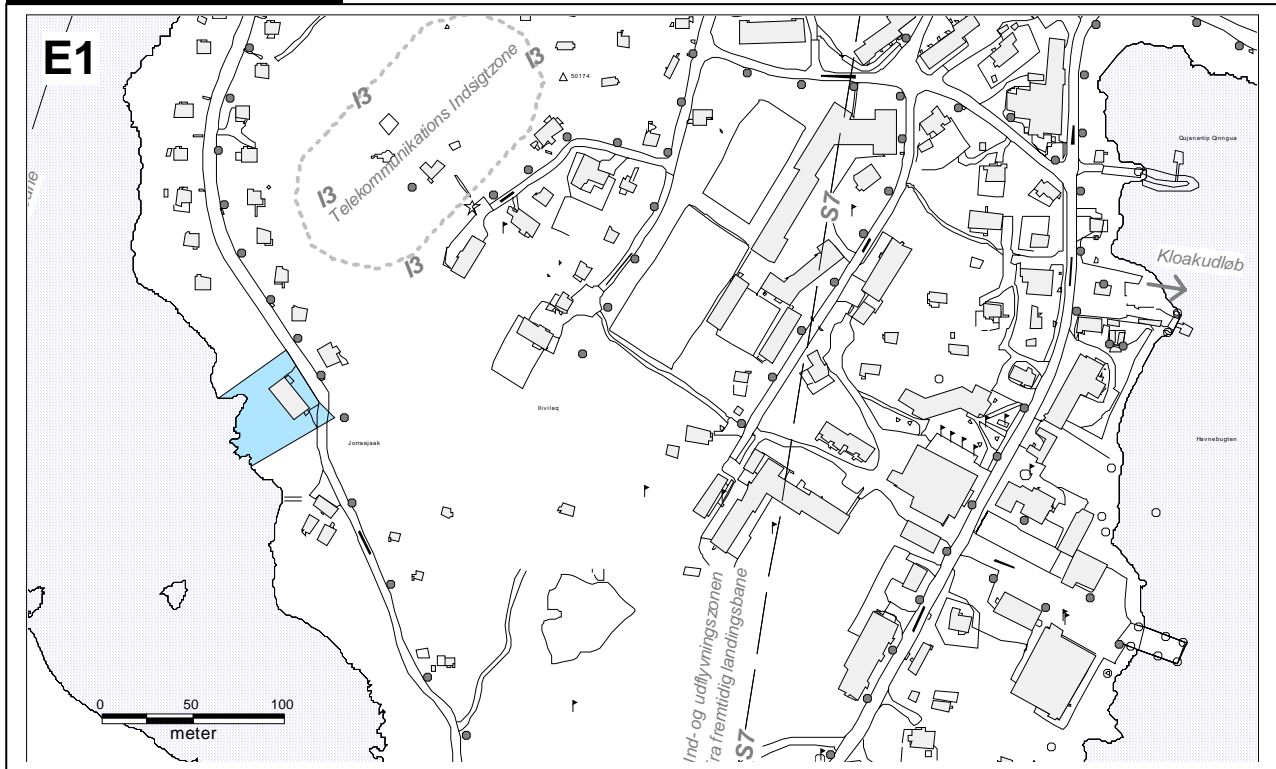 E1
I3
I3
I3
I3
Telekommunikations Indsigtzone
50174
S7
Qujanartip Qinngua
Kloakudløb
Ilivileq
Jorsajaak
Havnebugten
Ind- og udflyvningszonen
fra fremtidig landingsbane
S7
0 50 100
meter